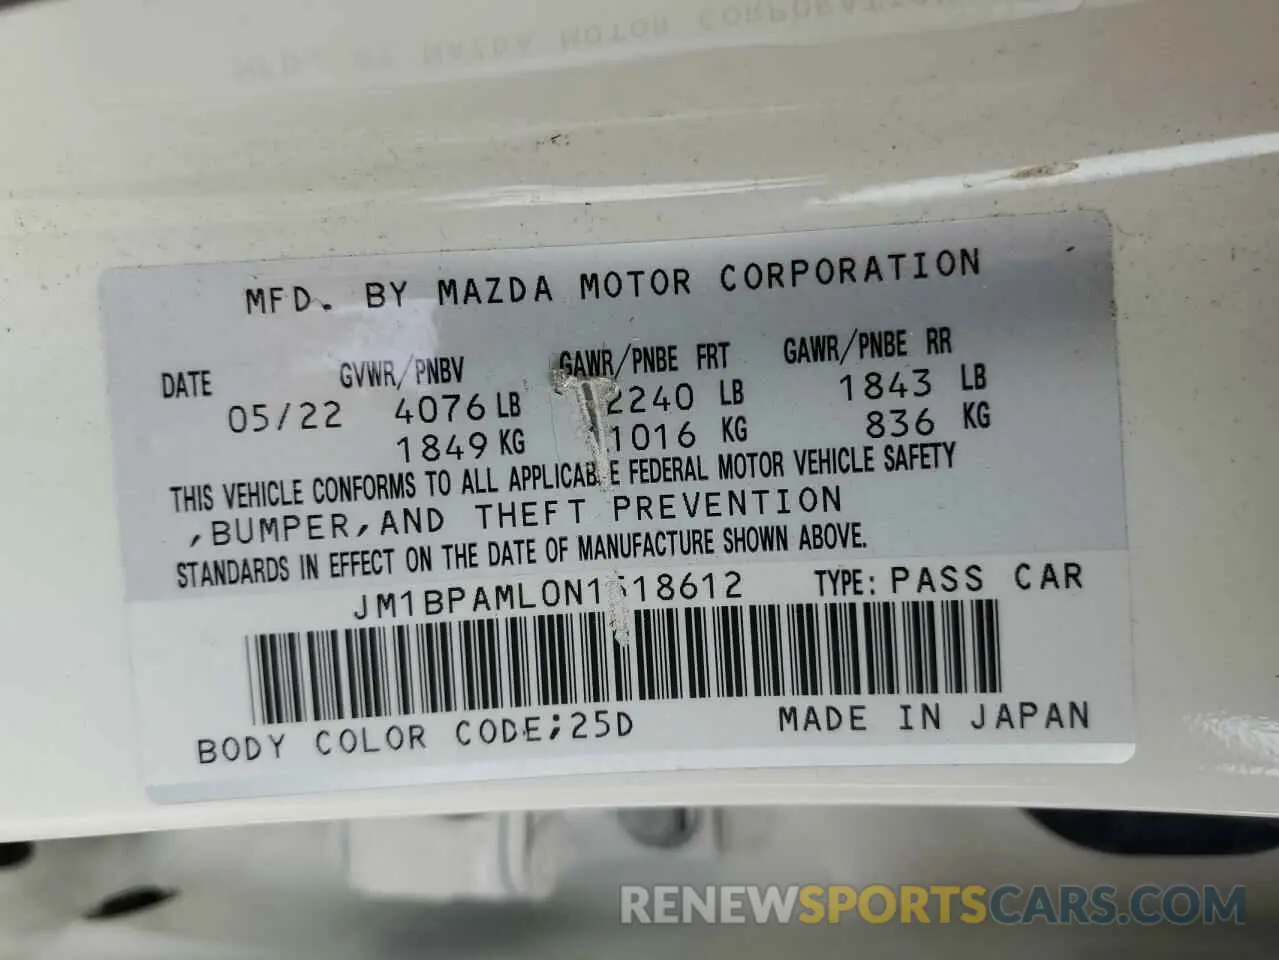 MFD. BY MAZDA MOTOR CORPORATION
DATE GVWR/PNBV GAWR/PNBE FRT GAWR/PNBE RR
05/22 4076 LB 2240 LB 1843 LB
1849 KG 1016 KG 836 KG
THIS VEHICLE CONFORMS TO ALL APPLICABLE FEDERAL MOTOR VEHICLE SAFETY
,BUMPER,AND THEFT PREVENTION
STANDARDS IN EFFECT ON THE DATE OF MANUFACTURE SHOWN ABOVE.
JM1BPAML0N1518612 TYPE: PASS CAR
BODY COLOR CODE;25D MADE IN JAPAN
RENEWSPORTSCARS.COM